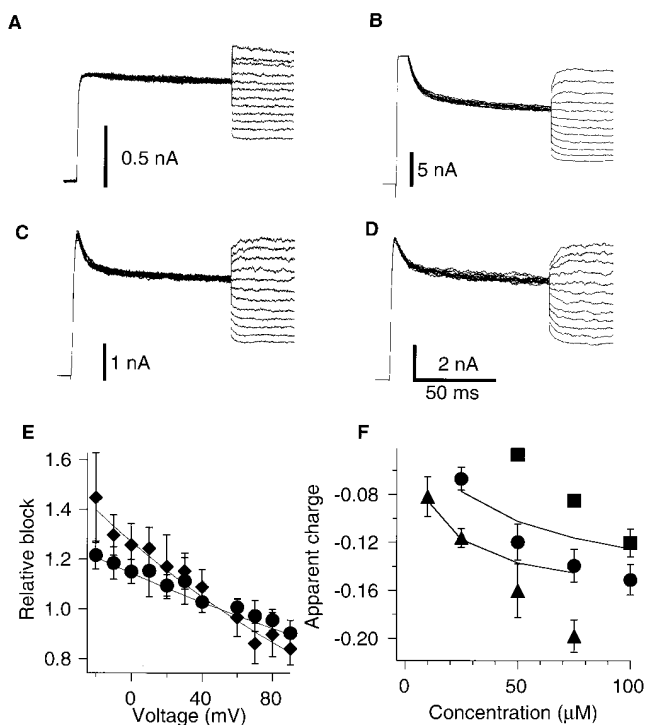 A
B
0.5 nA
5 nA
C
D
1 nA
2 nA
50 ms
E
F
1.6
1.4
1.2
1.0
0.8
Relative block
0
40
80
Voltage (mV)
-0.08
-0.12
-0.16
-0.20
Apparent charge
0
50
100
Concentration (μM)